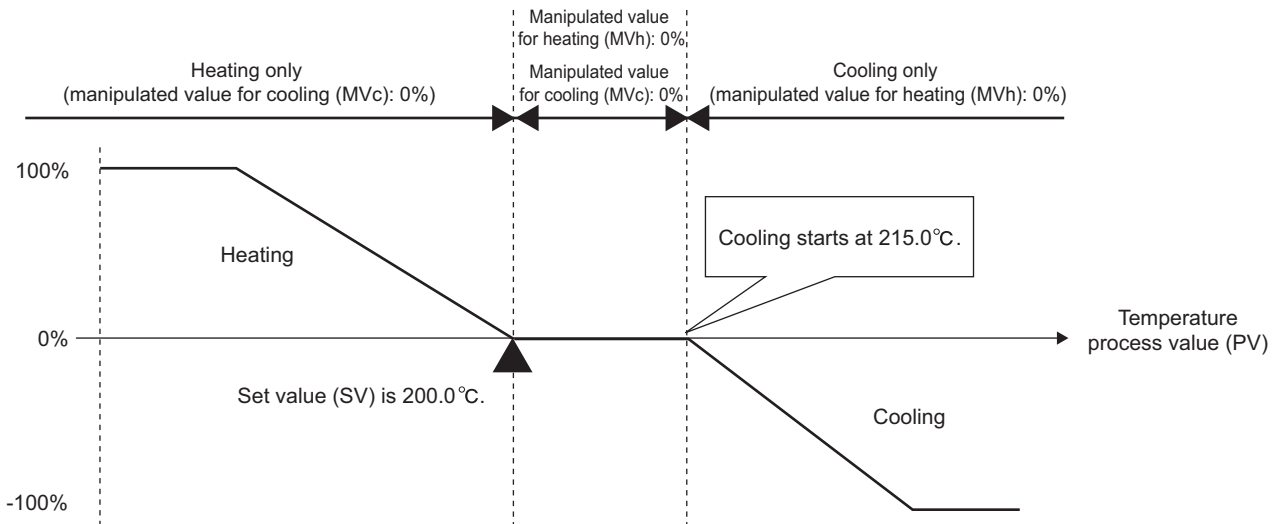 Manipulated value
for heating (MVh): 0%
Heating only
(manipulated value for cooling (MVc): 0%)
Manipulated value
for cooling (MVc): 0%
Cooling only
(manipulated value for heating (MVh): 0%)
100%
Heating
Cooling starts at 215.0℃.
0%
Temperature
process value (PV)
Set value (SV) is 200.0℃.
Cooling
-100%